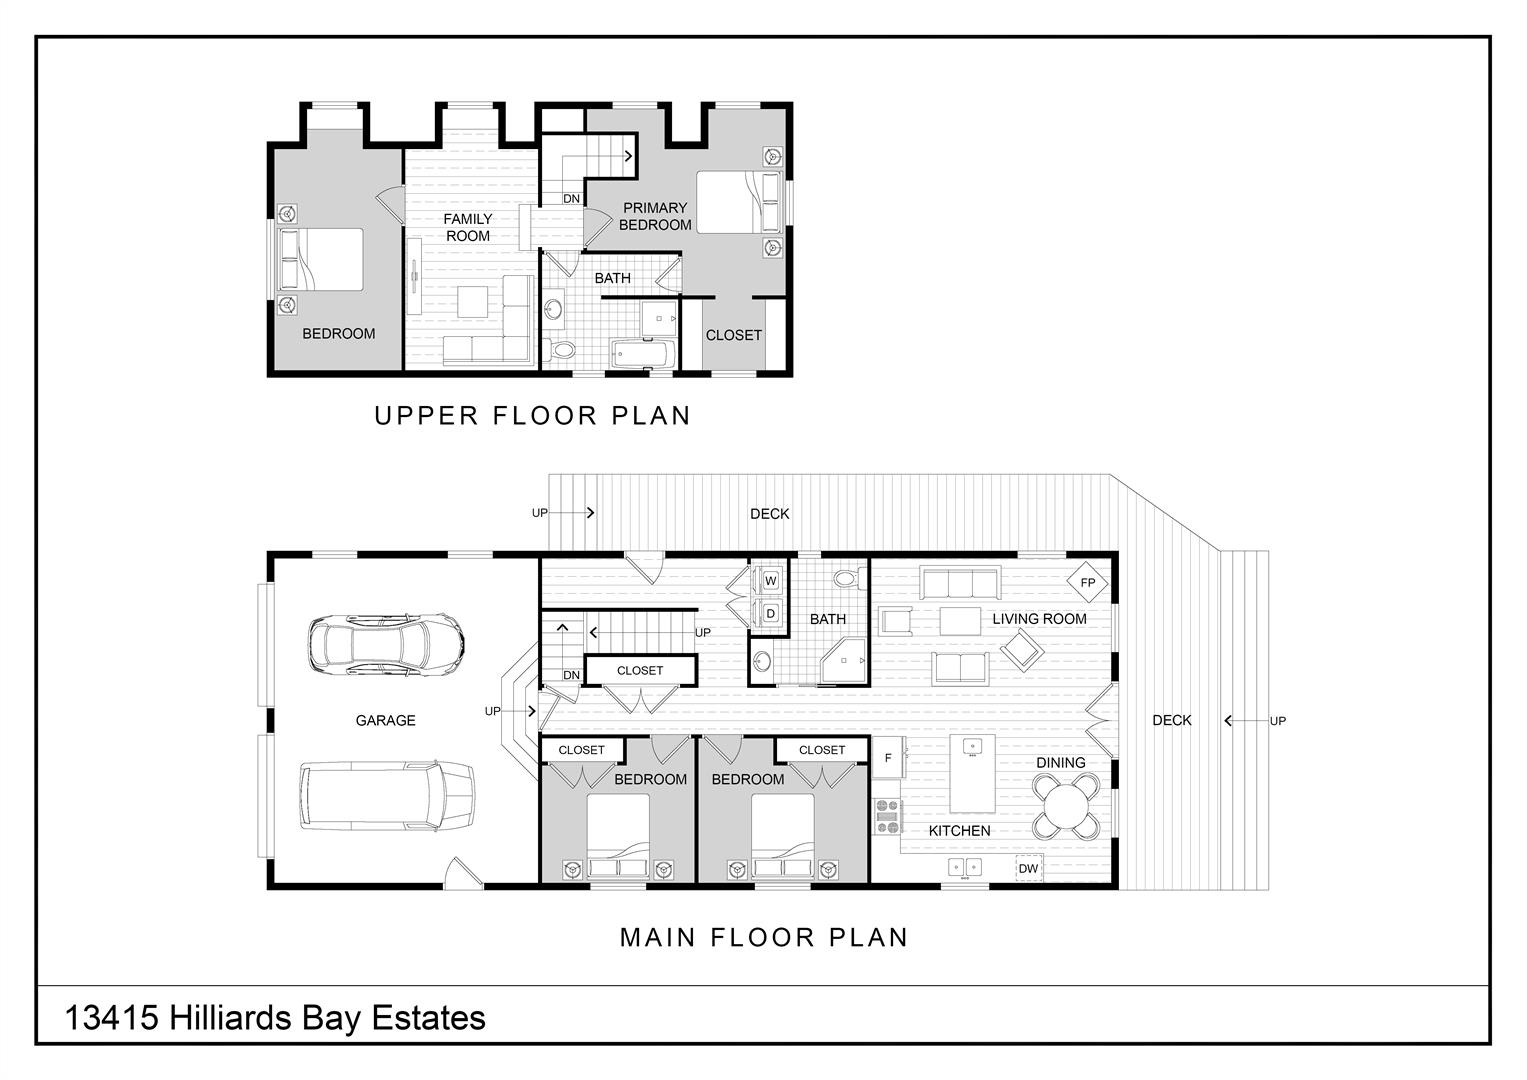 DN
PRIMARY
BEDROOM
FAMILY
ROOM
BATH
BEDROOM
CLOSET
UPPER FLOOR PLAN
UP
DECK
W
D
FP
BATH
LIVING ROOM
UP
CLOSET
DN
UP
GARAGE
DECK
UP
CLOSET
CLOSET
F
DINING
BEDROOM
BEDROOM
KITCHEN
DW
MAIN FLOOR PLAN
13415 Hilliards Bay Estates